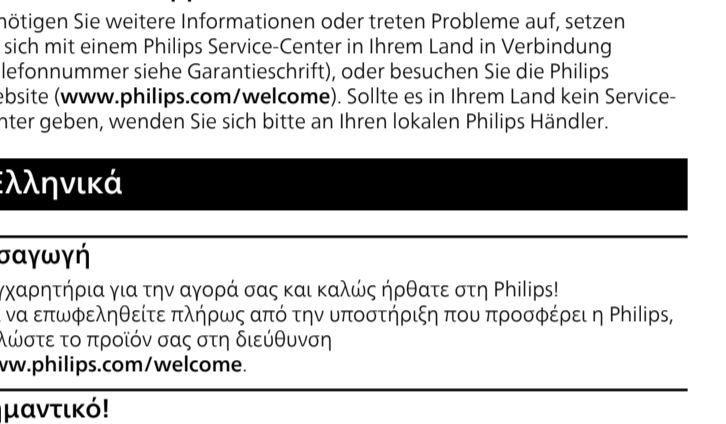 nötigen Sie weitere Informationen oder treten Probleme auf, setzen
sich mit einem Philips Service-Center in Ihrem Land in Verbindung
lefonnummer siehe Garantieschrift), oder besuchen Sie die Philips
ebsite (www.philips.com/welcome). Sollte es in Ihrem Land kein Service-
nter geben, wenden Sie sich bitte an Ihren lokalen Philips Händler.
Ελληνικά
σαγωγή
γχαρητήρια για την αγορά σας και καλώς ήρθατε στη Philips!
να επωφεληθείτε πλήρως από την υποστήριξη που προσφέρει η Philips,
λώστε το προϊόν σας στη διεύθυνση
ww.philips.com/welcome.
ημαντικό!